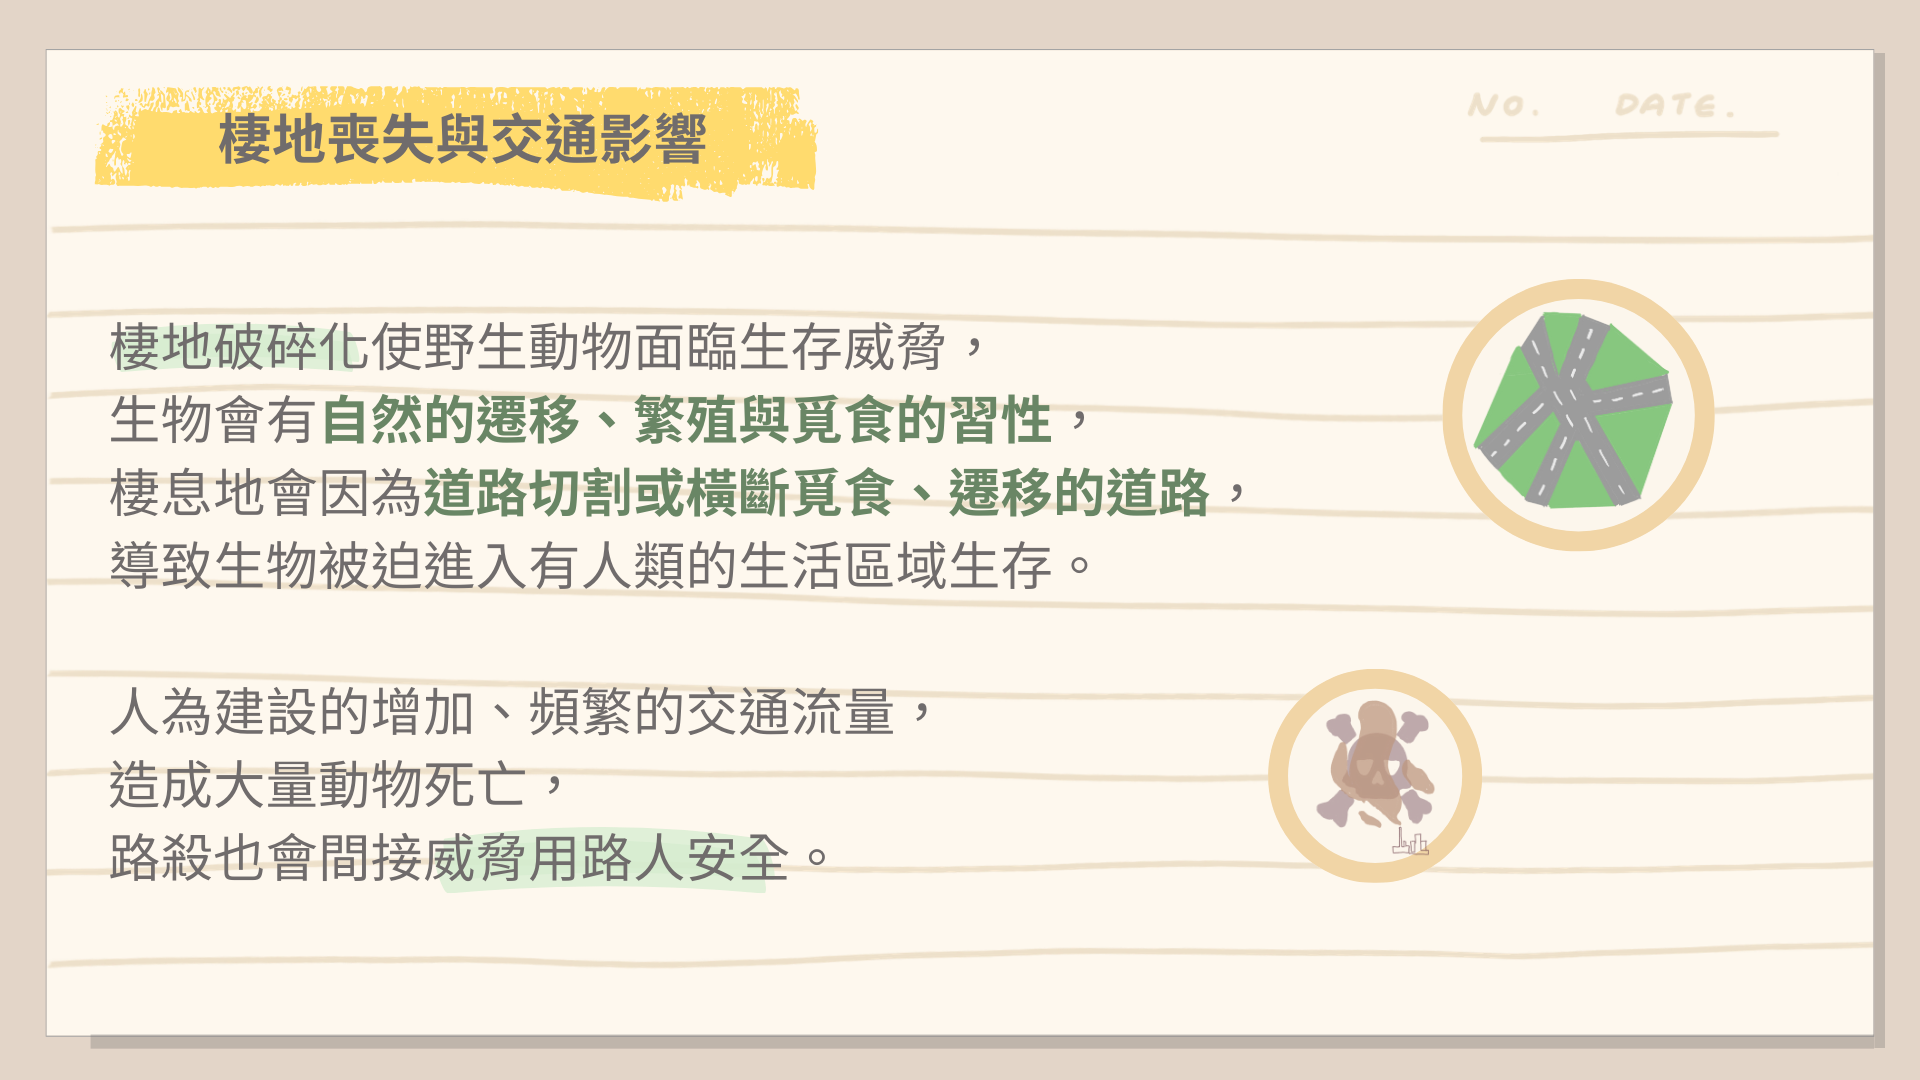 棲地喪失與交通影響
No. DATE.
棲地破碎化使野生動物面臨生存威脅，
生物會有自然的遷移、繁殖與覓食的習性，
棲息地會因為道路切割或橫斷覓食、遷移的道路，
導致生物被迫進入有人類的生活區域生存。
人為建設的增加、頻繁的交通流量，
造成大量動物死亡，
路殺也會間接威脅用路人安全。